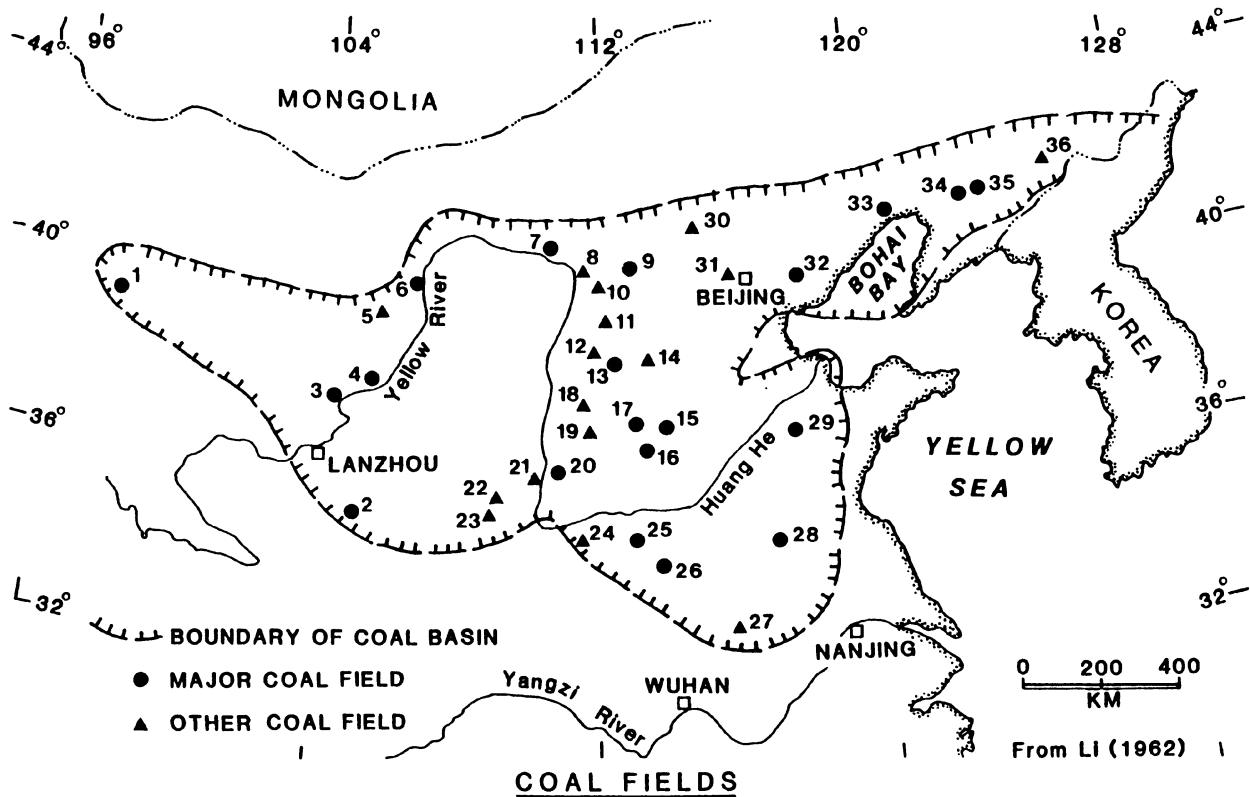 44°
96°
104°
112°
120°
128°
44°
MONGOLIA
36
34
35
40°
33
40°
30
7
8
9
31
32
BOHAI
BAY
1
6
10
BEIJING
5
11
Yellow
River
12
14
13
KOREA
4
3
36°
18
17
15
29
36°
19
16
YELLOW
SEA
LANZHOU
21
20
Huang He
22
2
23
24
25
28
26
32°
32°
27
BOUNDARY OF COAL BASIN
NANJING
MAJOR COAL FIELD
Yangzi
River
WUHAN
0 200 400
KM
OTHER COAL FIELD
From Li (1962)
COAL FIELDS